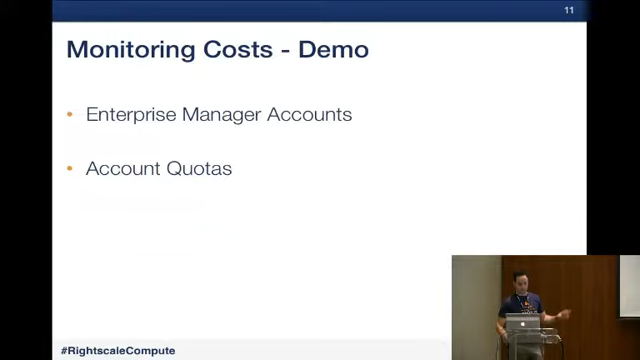 11
Monitoring Costs - Demo
• Enterprise Manager Accounts
• Account Quotas
#RightscaleCompute